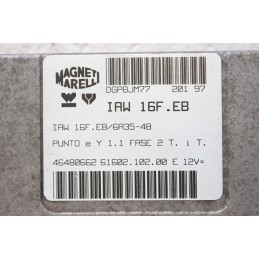 DGP8JM77 201 97
MAGNETI
MARELLI
IAW 16F.EB
IAW 16F.EB/6A35-48
PUNTO e Y 1.1 FASE 2 T. i T.
46480662 61602.102.00 E 12V=